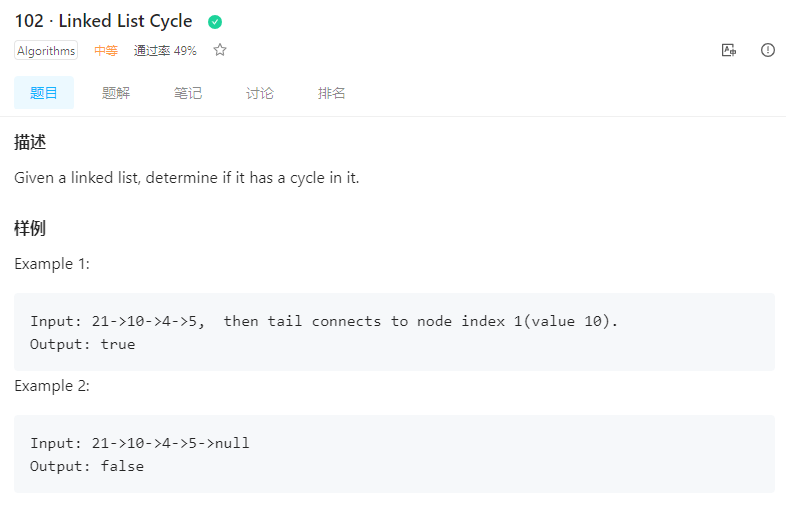 102 · Linked List Cycle
Algorithms 中等 通过率 49%
题目 题解 笔记 讨论 排名
描述
Given a linked list, determine if it has a cycle in it.
样例
Example 1:
Input: 21->10->4->5,  then tail connects to node index 1(value 10).
Output: true
Example 2:
Input: 21->10->4->5->null
Output: false